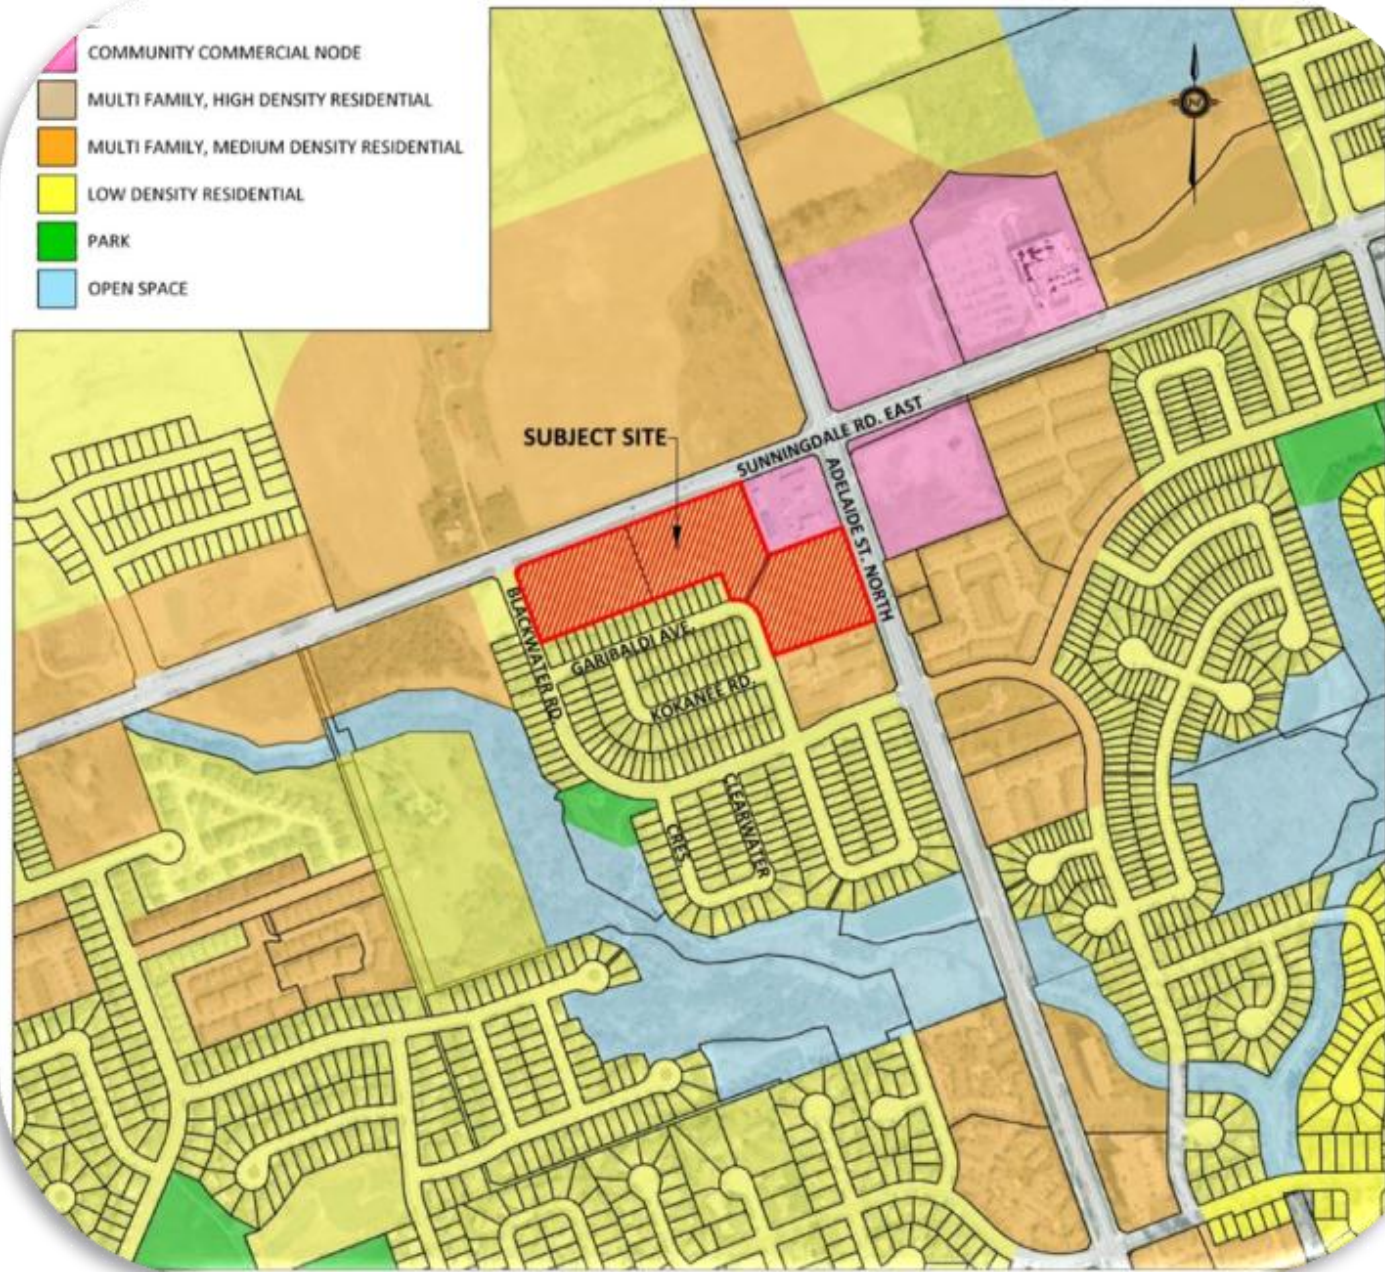 COMMUNITY COMMERCIAL NODE
MULTI FAMILY, HIGH DENSITY RESIDENTIAL
MULTI FAMILY, MEDIUM DENSITY RESIDENTIAL
LOW DENSITY RESIDENTIAL
PARK
OPEN SPACE
N
SUNNINGDALE RD. EAST
SUBJECT SITE
ADELAIDE ST. NORTH
BLACKWATER RD.
GARIBALDI AVE.
KOKANEE RD.
CLEARWATER
CRES.